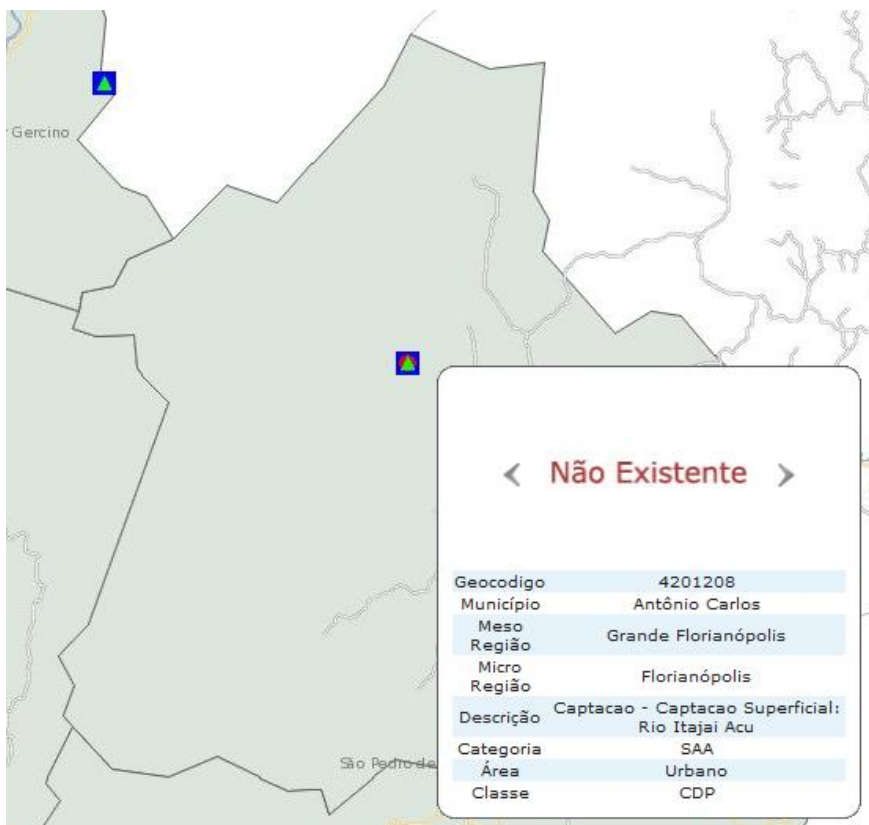 Gercino
Não Existente
Geocodigo 4201208
Município Antônio Carlos
Meso
Região Grande Florianópolis
Micro
Região Florianópolis
Descrição Captacao - Captacao Superficial:
Rio Itajai Acu
Categoria SAA
Área Urbano
Classe CDP
São Pedro de